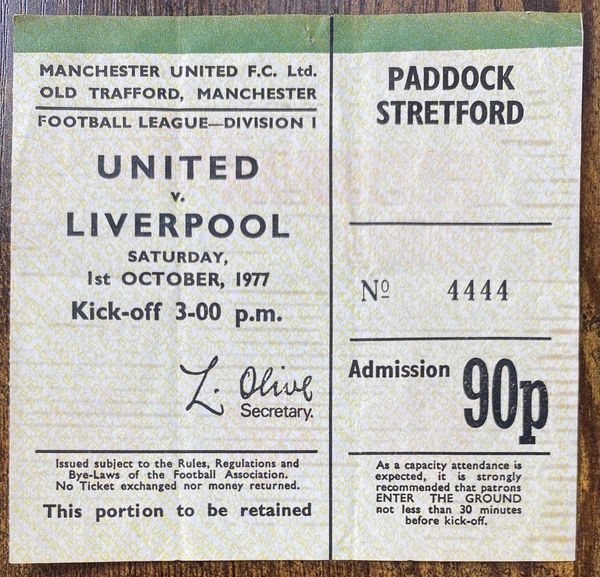 MANCHESTER UNITED F.C. Ltd.
OLD TRAFFORD, MANCHESTER
FOOTBALL LEAGUE—DIVISION I
UNITED
v.
LIVERPOOL
SATURDAY,
1st OCTOBER, 1977
Kick-off 3-00 p.m.
L. Olive
Secretary.
Issued subject to the Rules, Regulations and
Bye-Laws of the Football Association.
No Ticket exchanged nor money returned.
This portion to be retained
PADDOCK
STRETFORD
Nº 4444
Admission 90p
As a capacity attendance is
expected, it is strongly
recommended that patrons
ENTER THE GROUND
not less than 30 minutes
before kick-off.